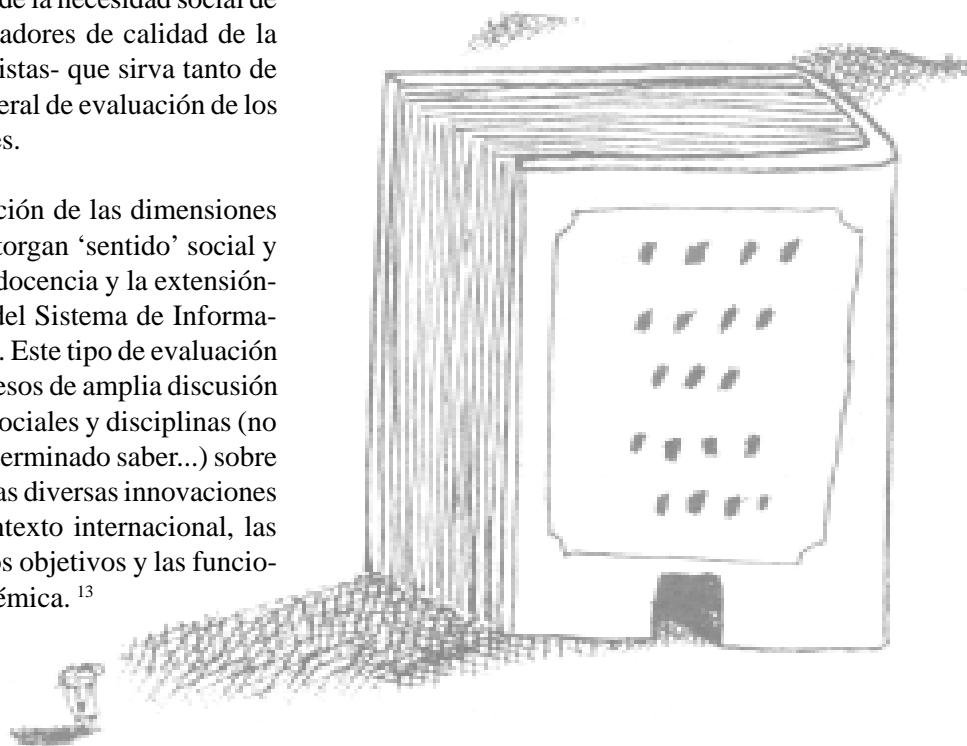 de la necesidad social de
adores de calidad de la
istas- que sirva tanto de
eral de evaluación de los
es.
ción de las dimensiones
torgan ‘sentido’ social y
docencia y la extensión-
del Sistema de Informa-
. Este tipo de evaluación
esos de amplia discusión
ociales y disciplinas (no
terminado saber...) sobre
as diversas innovaciones
ntexto internacional, las
os objetivos y las funcio-
émica. 13